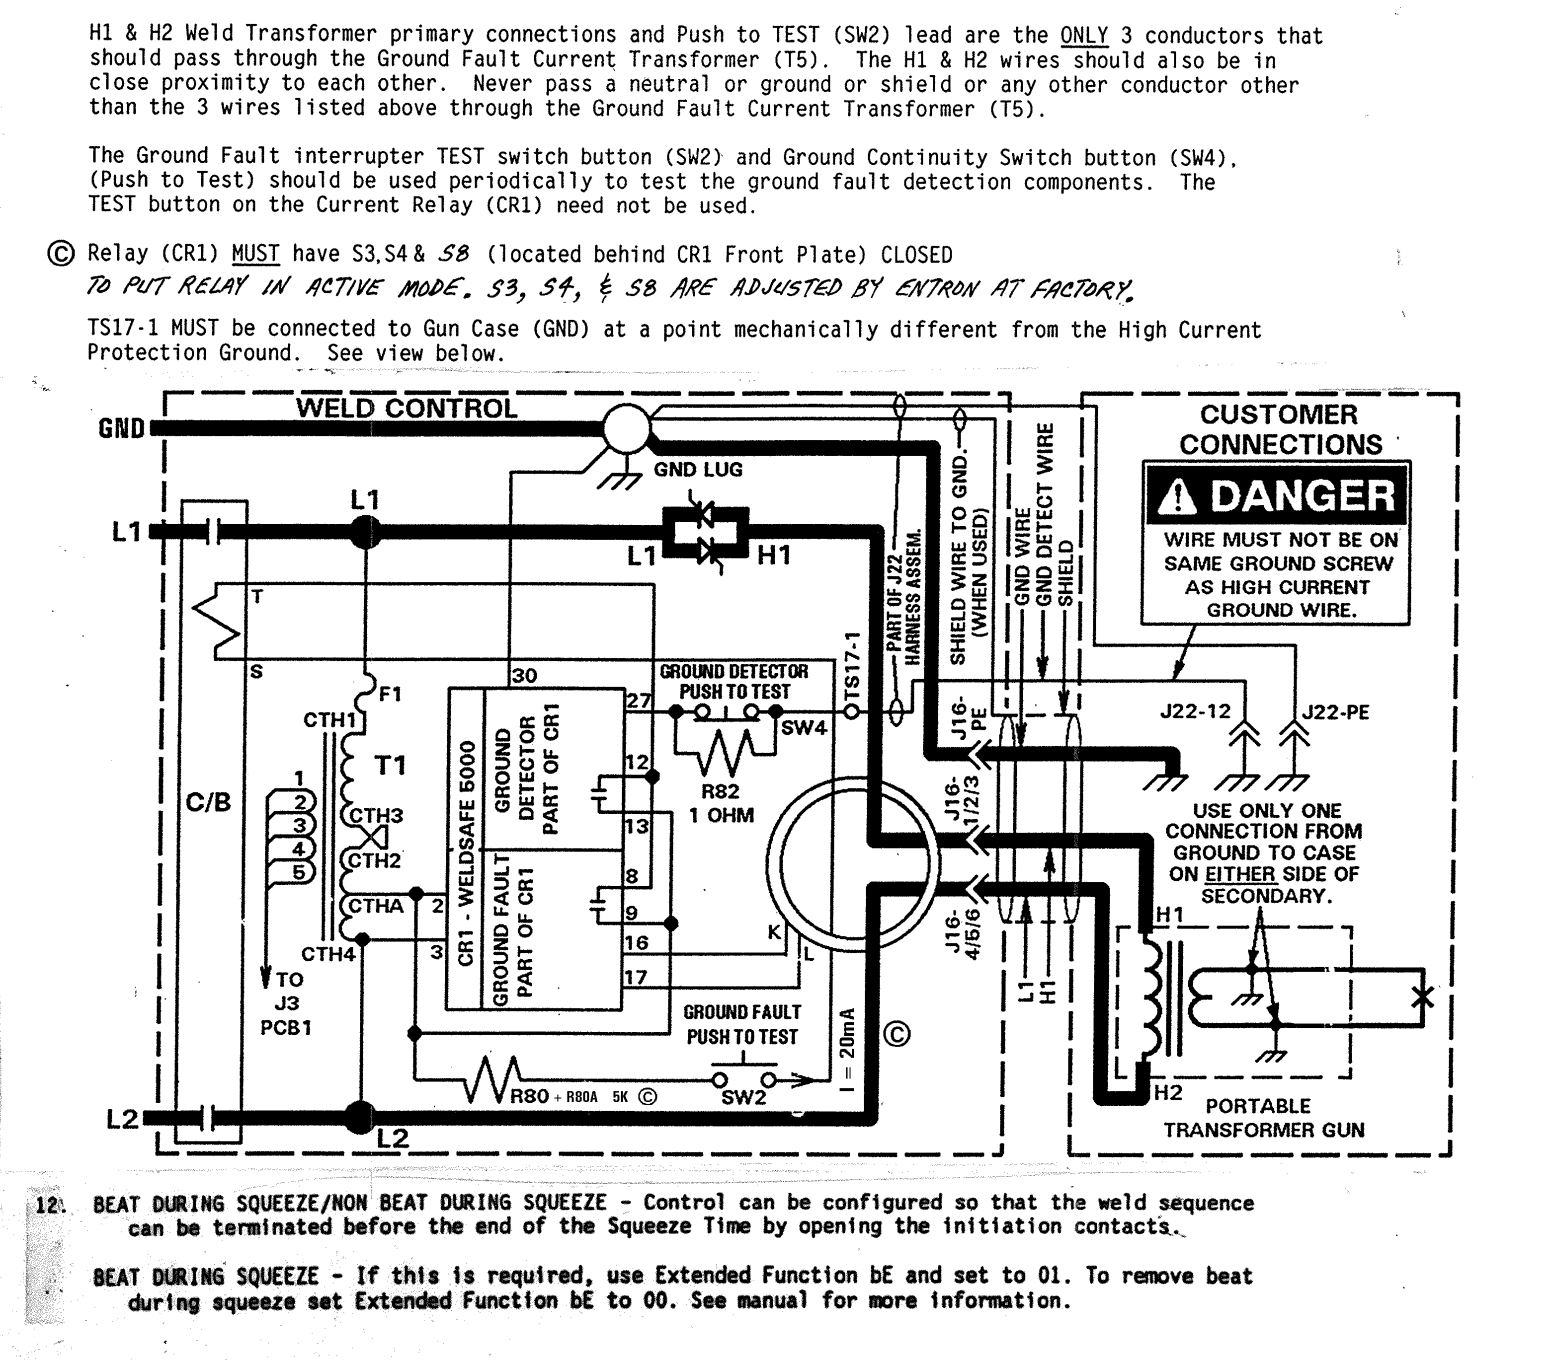 H1 & H2 Weld Transformer primary connections and Push to TEST (SW2) lead are the ONLY 3 conductors that
should pass through the Ground Fault Current Transformer (T5). The H1 & H2 wires should also be in
close proximity to each other. Never pass a neutral or ground or shield or any other conductor other
than the 3 wires listed above through the Ground Fault Current Transformer (T5).
The Ground Fault interrupter TEST switch button (SW2) and Ground Continuity Switch button (SW4),
(Push to Test) should be used periodically to test the ground fault detection components. The
TEST button on the Current Relay (CR1) need not be used.
© Relay (CR1) MUST have S3,S4 & S8 (located behind CR1 Front Plate) CLOSED
TO PUT RELAY IN ACTIVE MODE. S3, S4, & S8 ARE ADJUSTED BY ENTRON AT FACTORY.
TS17-1 MUST be connected to Gun Case (GND) at a point mechanically different from the High Current
Protection Ground. See view below.
WELD CONTROL
GND
GND LUG
L1
L1
L1
H1
PART OF J22
HARNESS ASSEM.
SHIELD WIRE TO GND.
(WHEN USED)
GND WIRE
GND DETECT WIRE
SHIELD
CUSTOMER
CONNECTIONS
DANGER
WIRE MUST NOT BE ON
SAME GROUND SCREW
AS HIGH CURRENT
GROUND WIRE.
T
S
C/B
F1
CTH1
T1
CTH3
CTH2
CTHA
CTH4
1
2
3
4
5
TO
J3
PCB1
30
27
12
13
8
9
16
17
2
3
CR1 - WELDSAFE 5000
GROUND
DETECTOR
PART OF CR1
GROUND FAULT
PART OF CR1
GROUND DETECTOR
PUSH TO TEST
SW4
R82
1 OHM
TS17-1
J16-
PE
J16-
1/2/3
J16-
4/5/6
K
L
L1
H1
J22-12
J22-PE
USE ONLY ONE
CONNECTION FROM
GROUND TO CASE
ON EITHER SIDE OF
SECONDARY.
H1
H2
GROUND FAULT
PUSH TO TEST
SW2
R80 + R80A 5K ©
I = 20mA
©
L2
L2
PORTABLE
TRANSFORMER GUN
12. BEAT DURING SQUEEZE/NON BEAT DURING SQUEEZE - Control can be configured so that the weld sequence
can be terminated before the end of the Squeeze Time by opening the initiation contacts.
BEAT DURING SQUEEZE - If this is required, use Extended Function bE and set to 01. To remove beat
during squeeze set Extended Function bE to 00. See manual for more information.